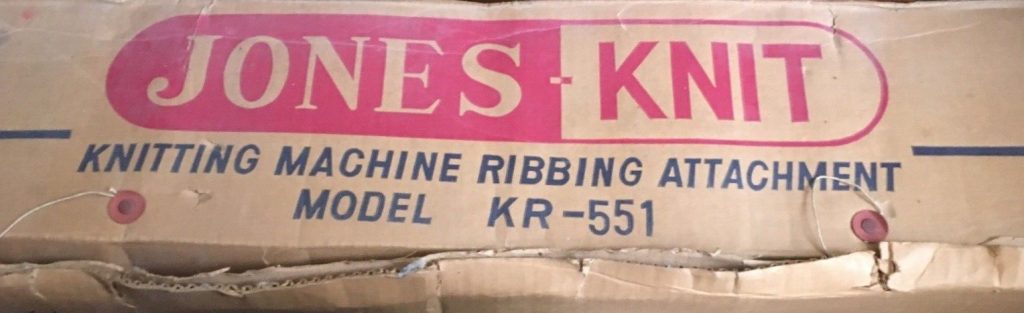 JONES-KNIT
KNITTING MACHINE RIBBING ATTACHMENT
MODEL KR-551